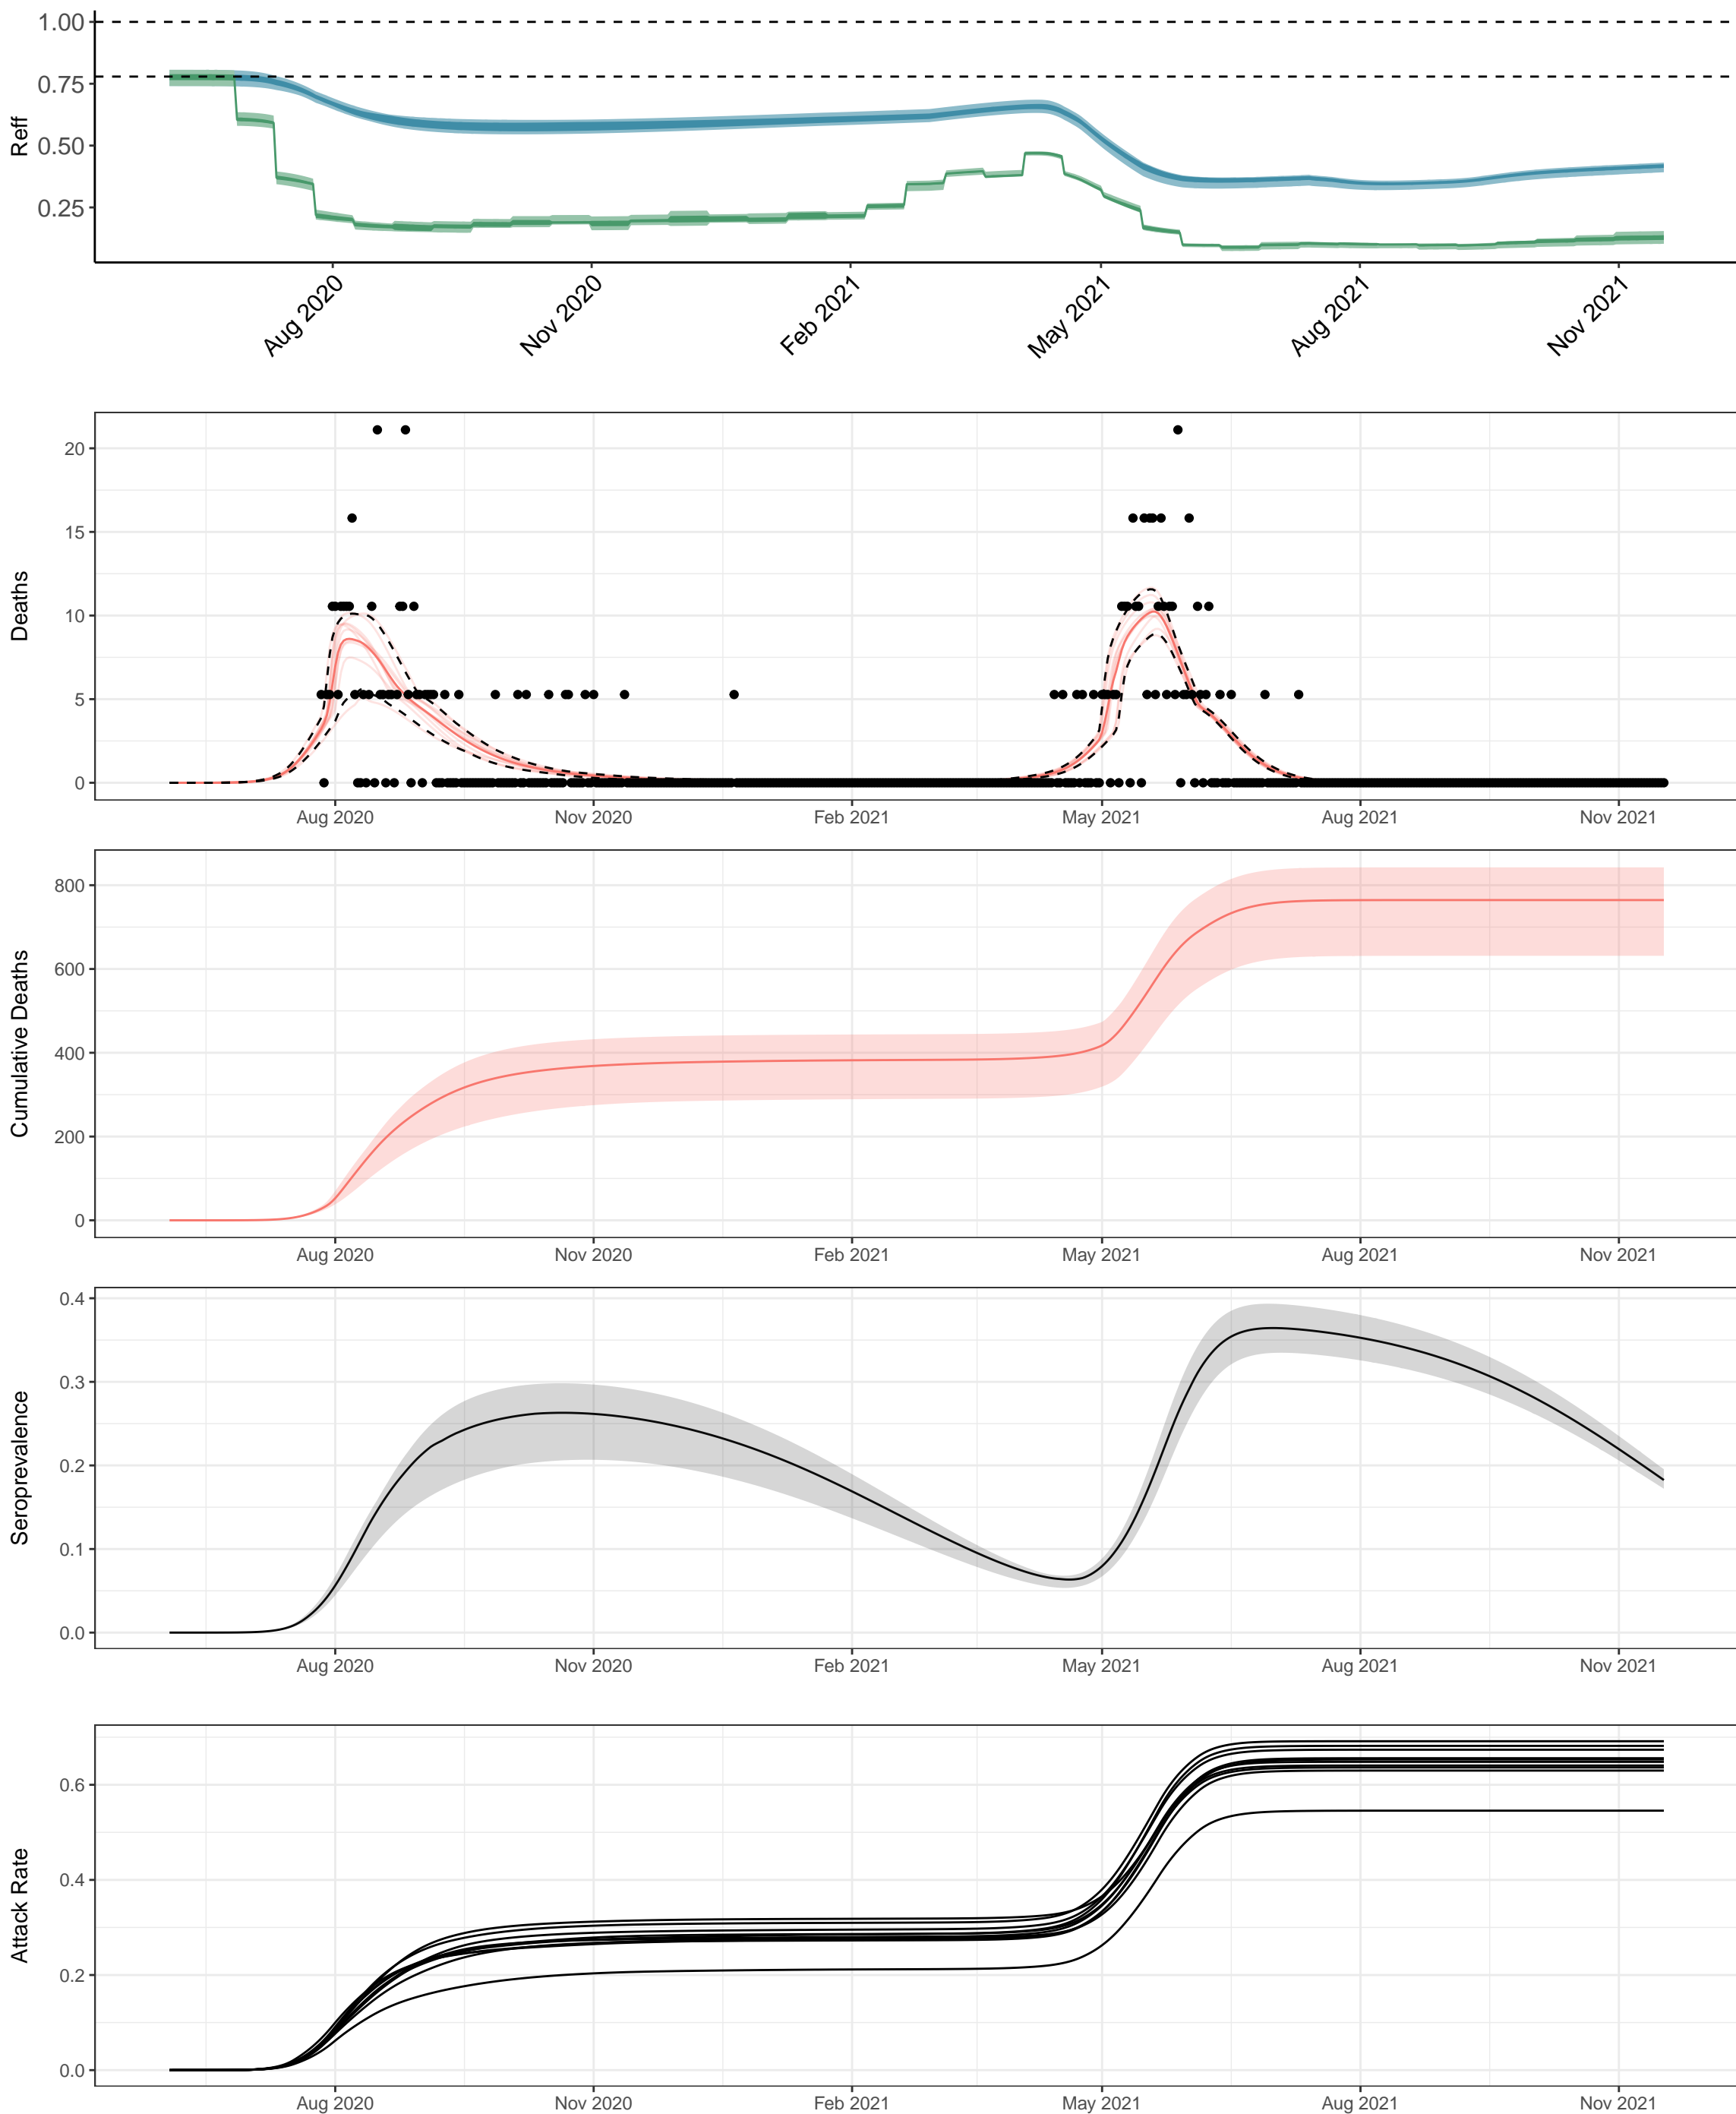 1.00
0.75
0.50
0.25
Reff
Aug 2020
Nov 2020
Feb 2021
May 2021
Aug 2021
Nov 2021
20
15
10
5
0
Deaths
Aug 2020
Nov 2020
Feb 2021
May 2021
Aug 2021
Nov 2021
800
600
400
200
0
Cumulative Deaths
Aug 2020
Nov 2020
Feb 2021
May 2021
Aug 2021
Nov 2021
0.4
0.3
0.2
0.1
0.0
Seroprevalence
Aug 2020
Nov 2020
Feb 2021
May 2021
Aug 2021
Nov 2021
0.6
0.4
0.2
0.0
Attack Rate
Aug 2020
Nov 2020
Feb 2021
May 2021
Aug 2021
Nov 2021